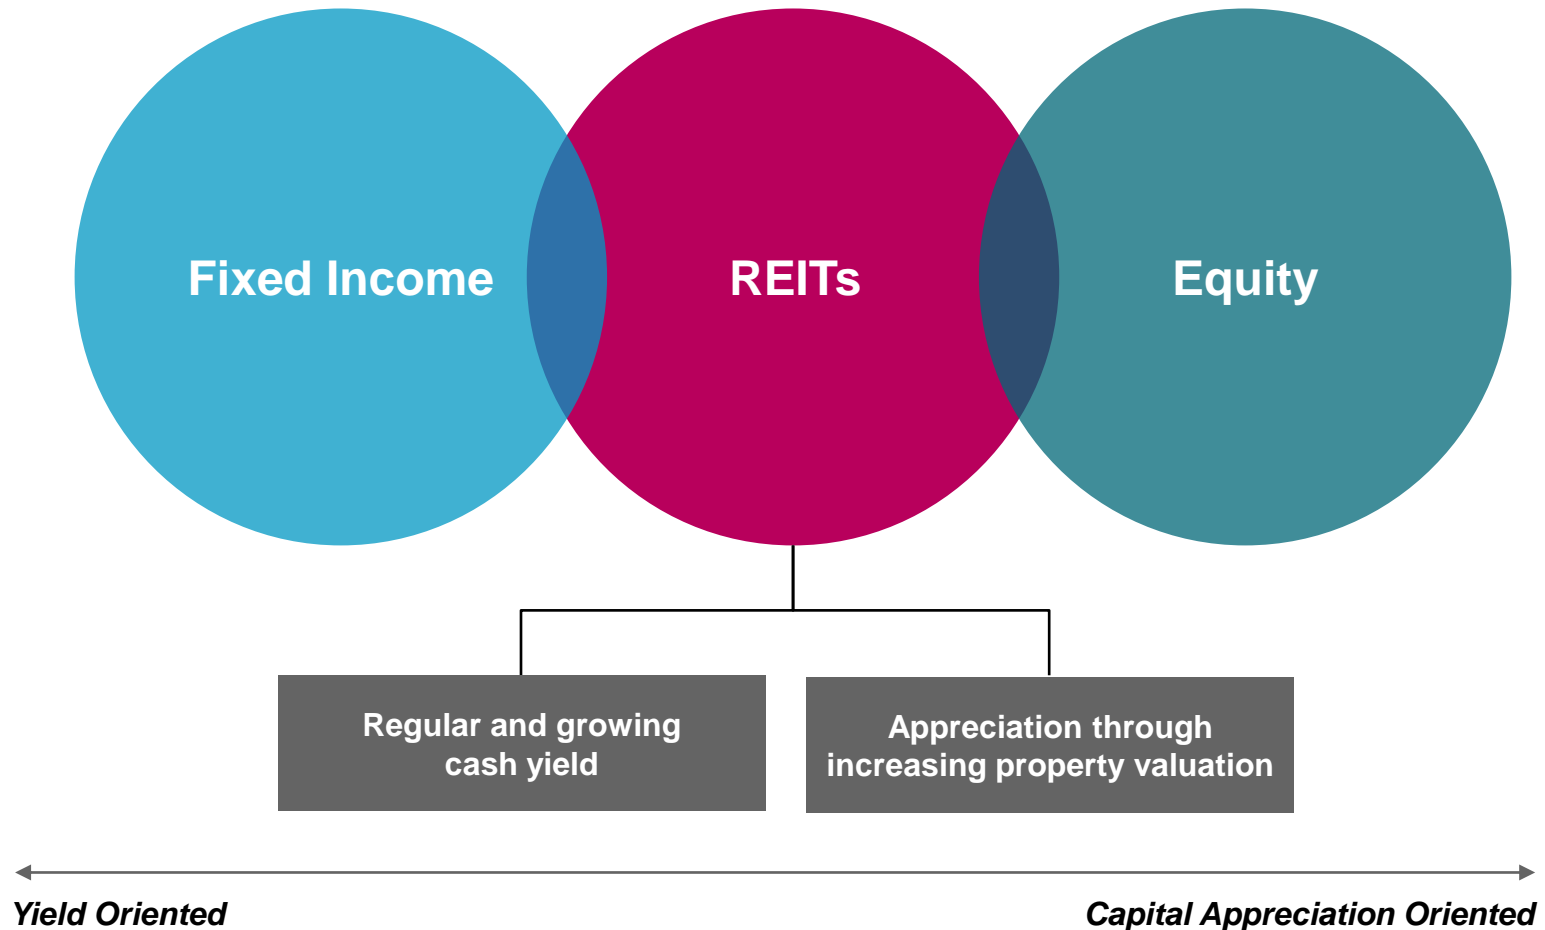 Fixed Income
REITs
Equity
Regular and growing
cash yield
Appreciation through
increasing property valuation
Yield Oriented
Capital Appreciation Oriented